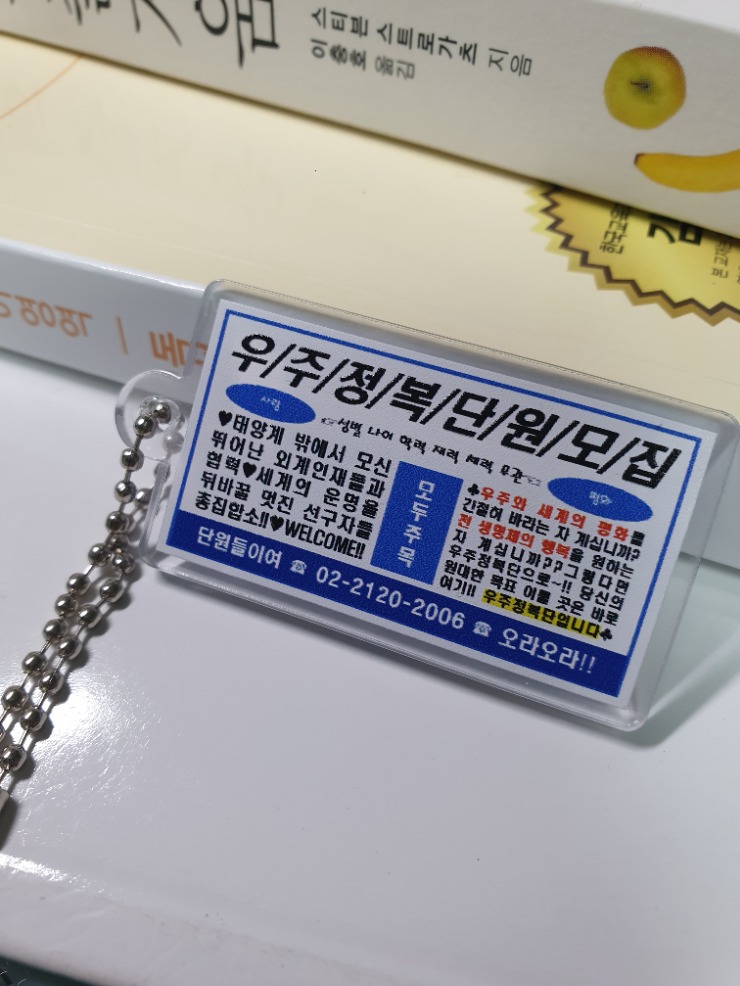 스티븐 스트로가츠 지음
이충호 옮김
한국교육
우/주/정/복/단/원/모/집
사랑
☞성별 나이 학력 재력 체력 무관☜
평화
♥태양계 밖에서 모신
뛰어난 외계인재들과
협력♥세계의 운명을
뒤바꿀 멋진 선구자들
총집합소!!♥WELCOME!!
모두주목
♣우주와 세계의 평화를
간절히 바라는 자 계십니까?
전 생명체의 행복을 원하는
자 계십니까??그렇다면
우주정복단으로~!! 당신의
원대한 목표 이룰 곳은 바로
여기!! 우주정복단입니다♣
단원들이여 ☎ 02-2120-2006 ☎ 오라오라!!